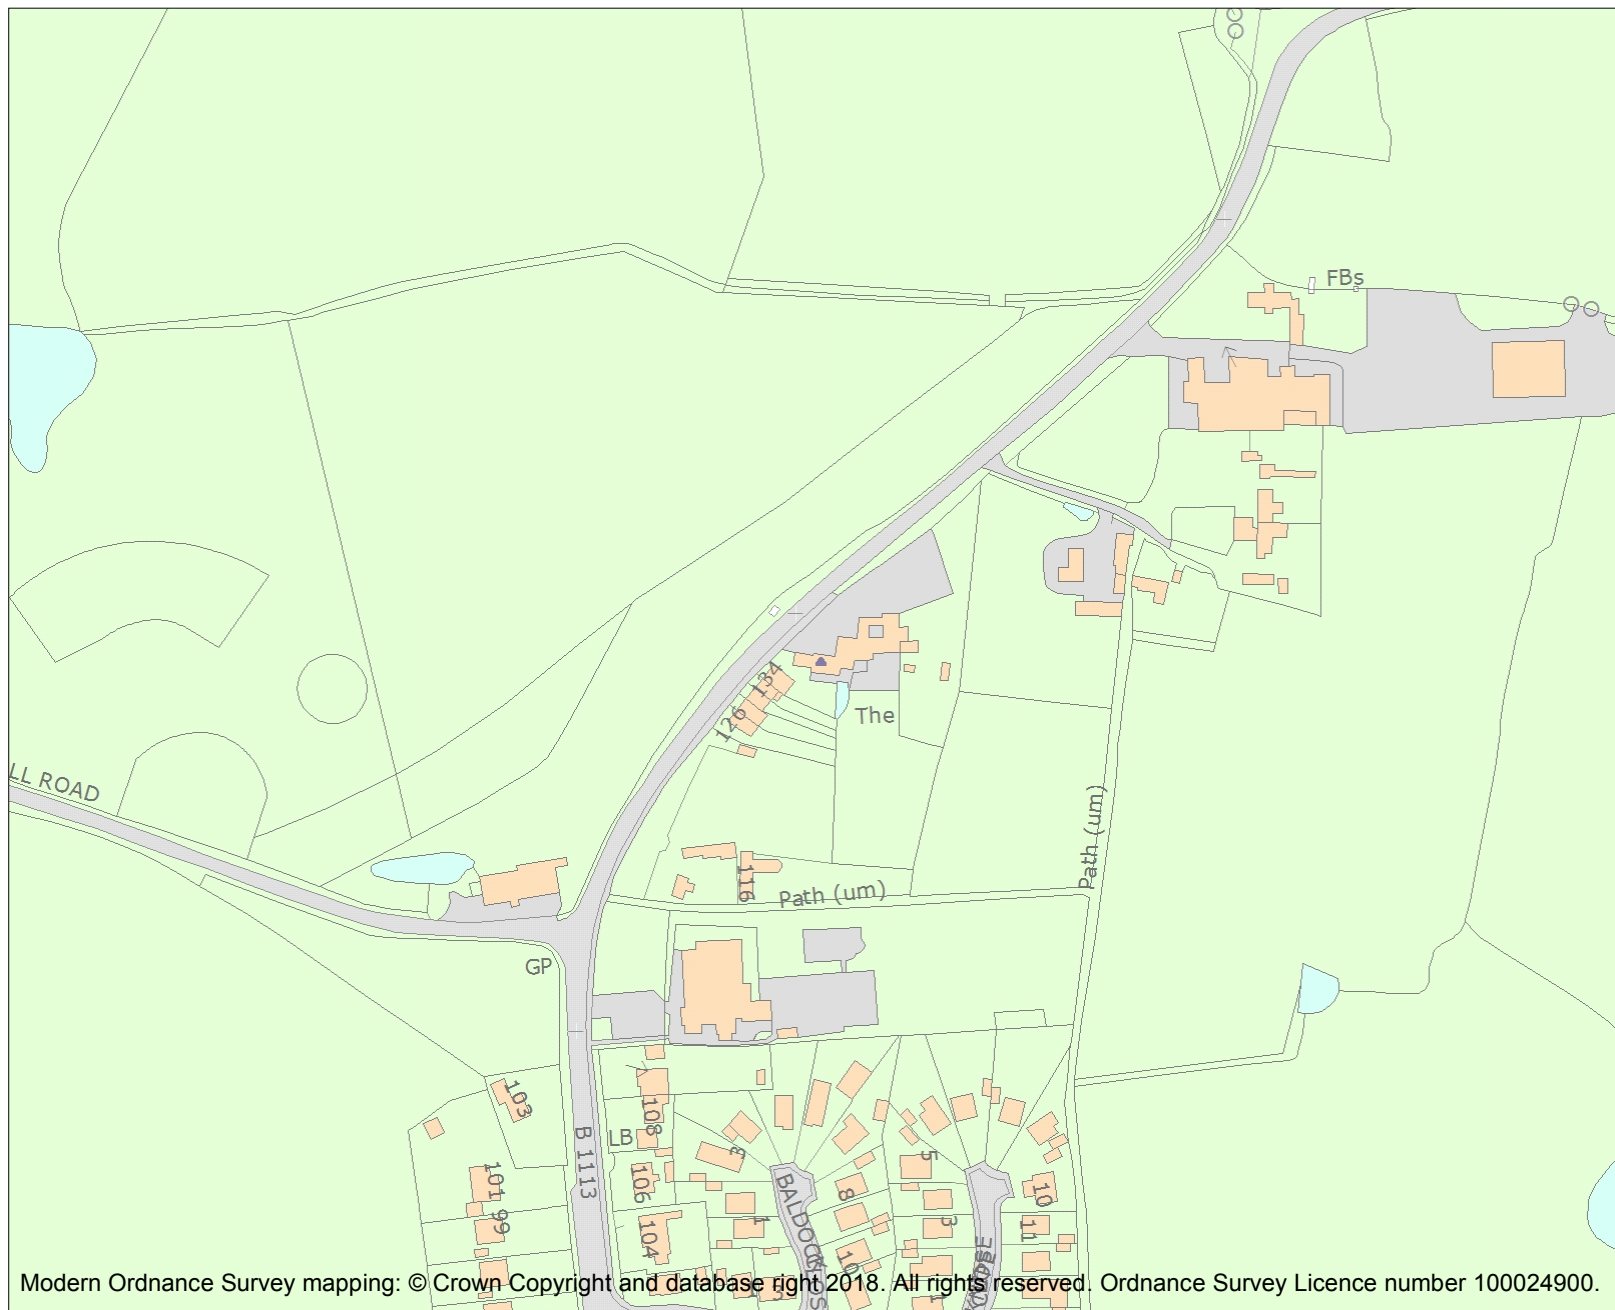 FBs
134
126
The
LL ROAD
Path (um)
116
Path (um)
GP
103
108
LB
B 1113
3
5
101
106
8
10
99
1
3
11
104
BALDOCK
10
Modern Ordnance Survey mapping: © Crown Copyright and database right 2018. All rights reserved. Ordnance Survey Licence number 100024900.